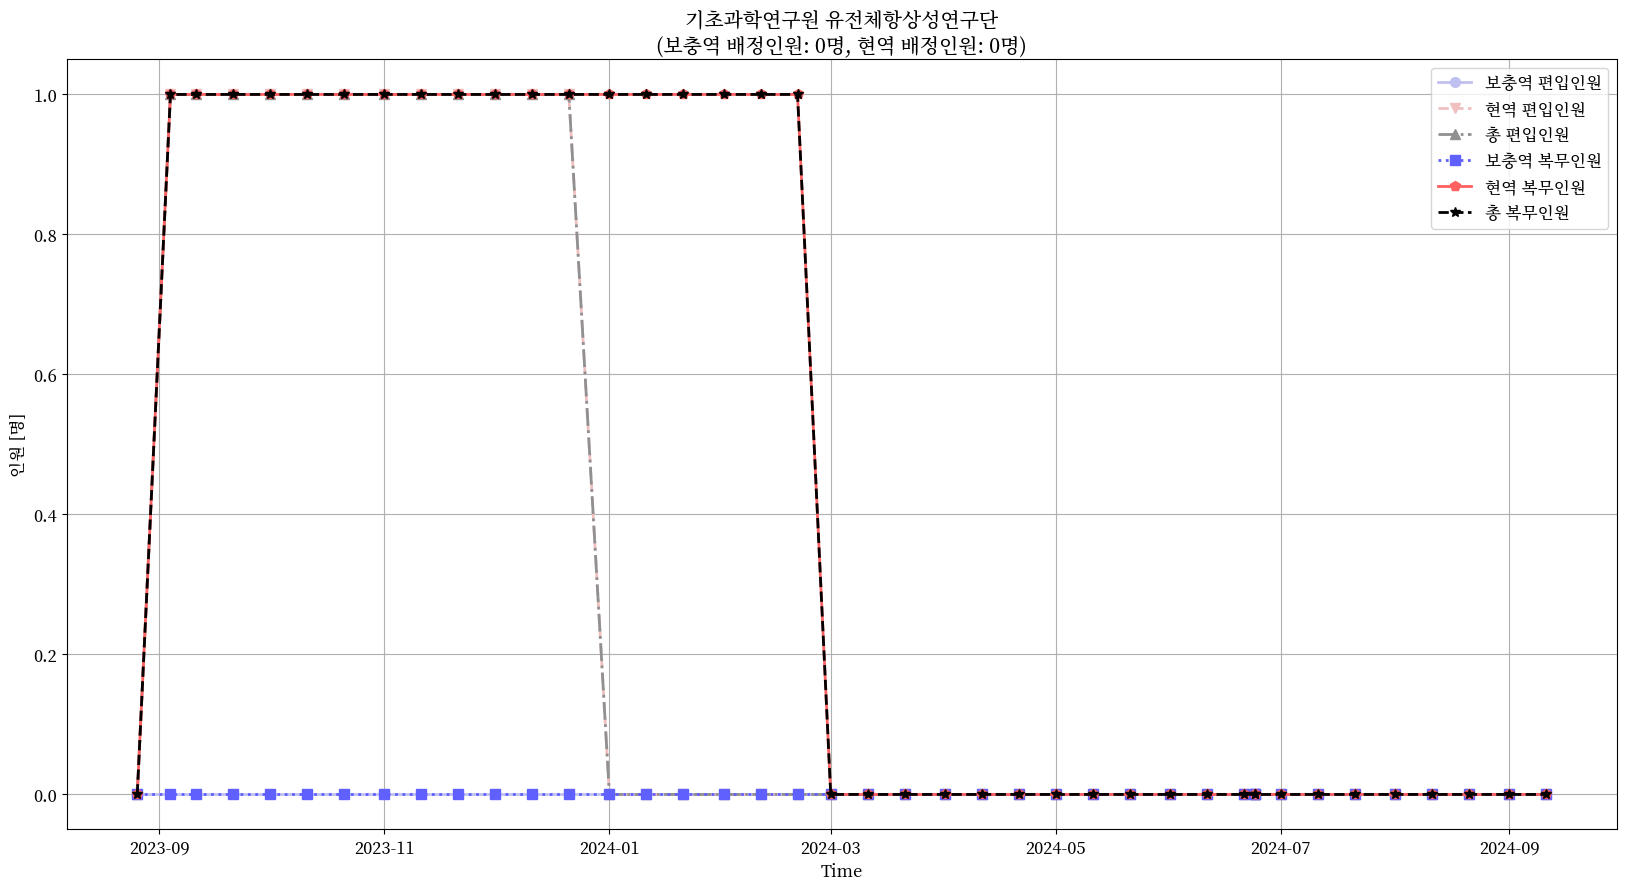 기초과학연구원 유전체항상성연구단
(보충역 배정인원: 0명, 현역 배정인원: 0명)
보충역 편입인원
현역 편입인원
총 편입인원
보충역 복무인원
현역 복무인원
총 복무인원
인원 [명]
1.0
0.8
0.6
0.4
0.2
0.0
2023-09
2023-11
2024-01
2024-03
2024-05
2024-07
2024-09
Time